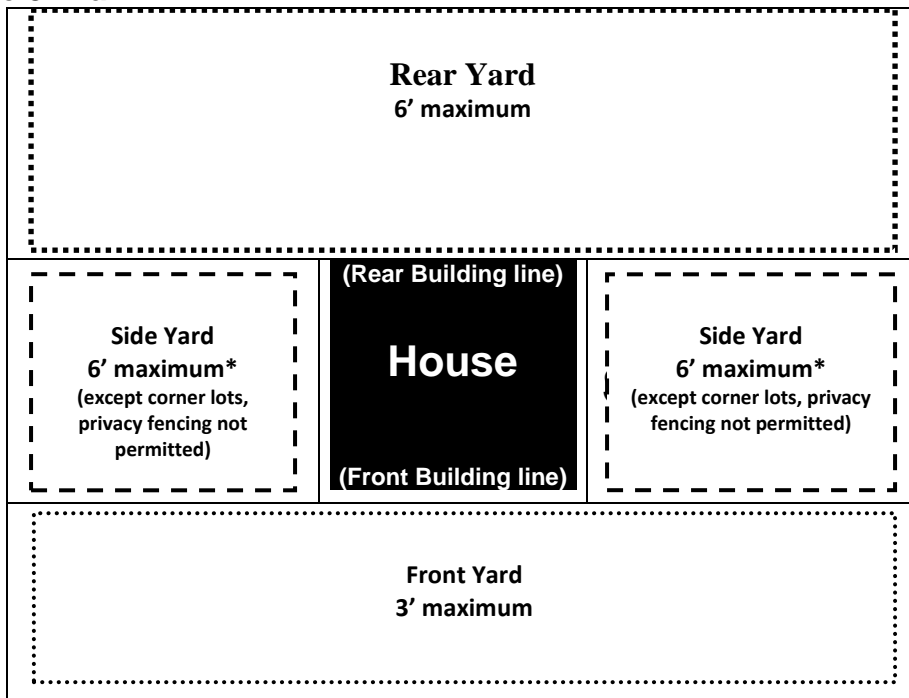 Rear Yard
6’ maximum
(Rear Building line)
House
(Front Building line)
Side Yard
6’ maximum*
(except corner lots,
privacy fencing not
permitted)
Side Yard
6’ maximum*
(except corner lots, privacy
fencing not permitted)
Front Yard
3’ maximum